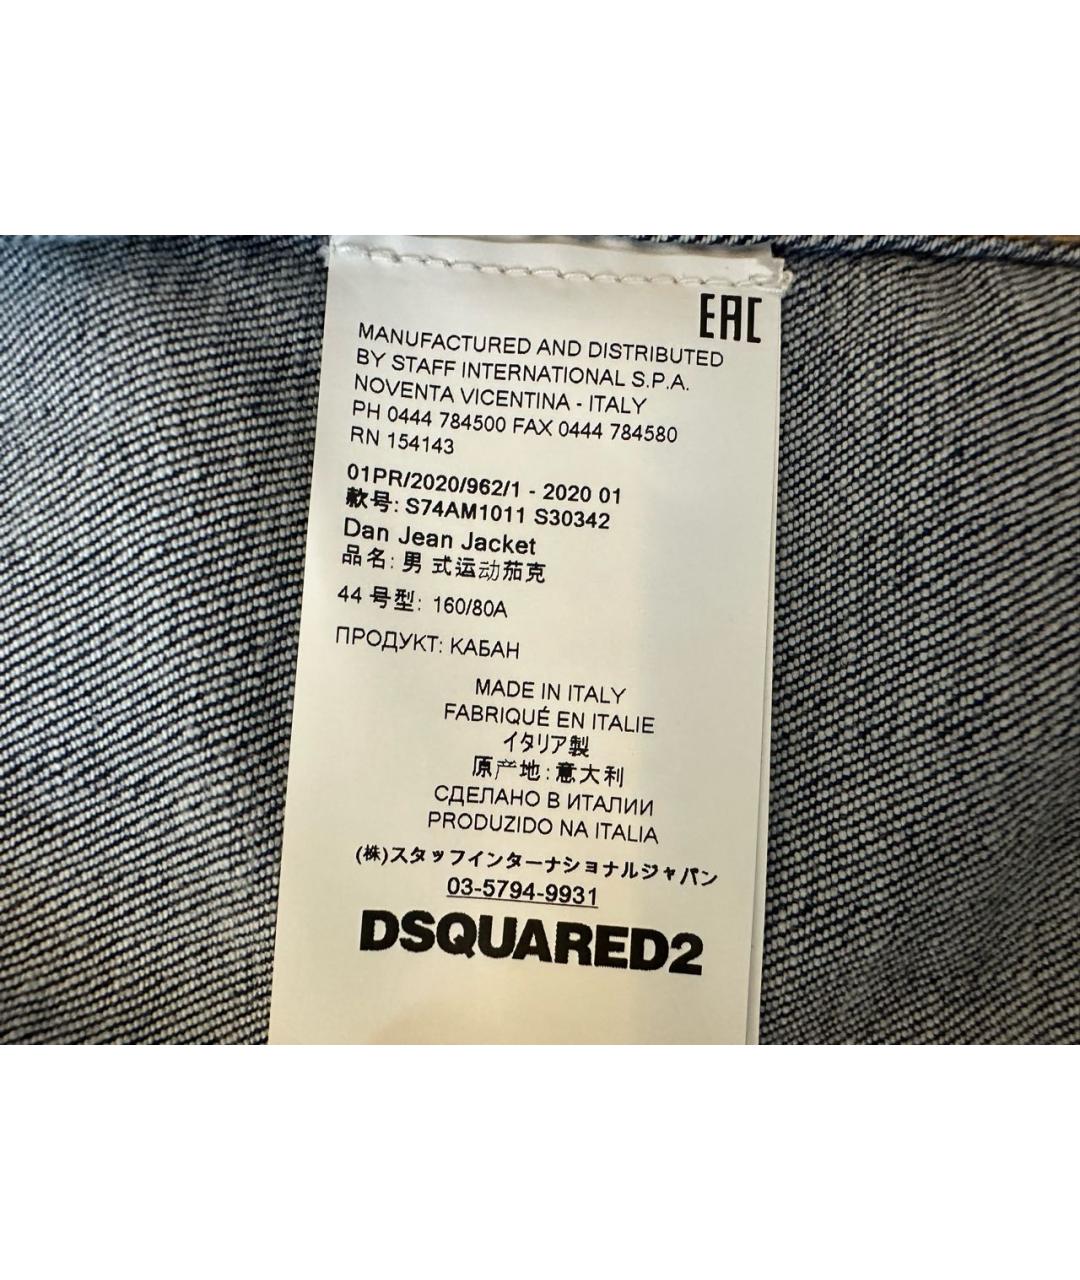 EAC
MANUFACTURED AND DISTRIBUTED
BY STAFF INTERNATIONAL S.P.A.
NOVENTA VICENTINA - ITALY
PH 0444 784500 FAX 0444 784580
RN 154143
01PR/2020/962/1 - 2020 01
款号: S74AM1011 S30342
Dan Jean Jacket
品名: 男 式运动茄克
44 号型: 160/80A
ПРОДУКТ: КАБАН
MADE IN ITALY
FABRIQUÉ EN ITALIE
イタリア製
原产地: 意大利
СДЕЛАНО В ИТАЛИИ
PRODUZIDO NA ITALIA
(株)スタッフインターナショナルジャパン
03-5794-9931
DSQUARED2